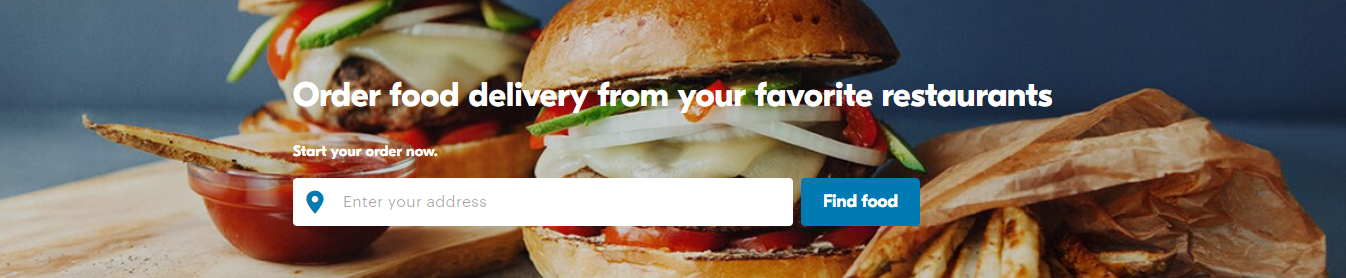 Order food delivery from your favorite restaurants
Start your order now.
Enter your address
Find food